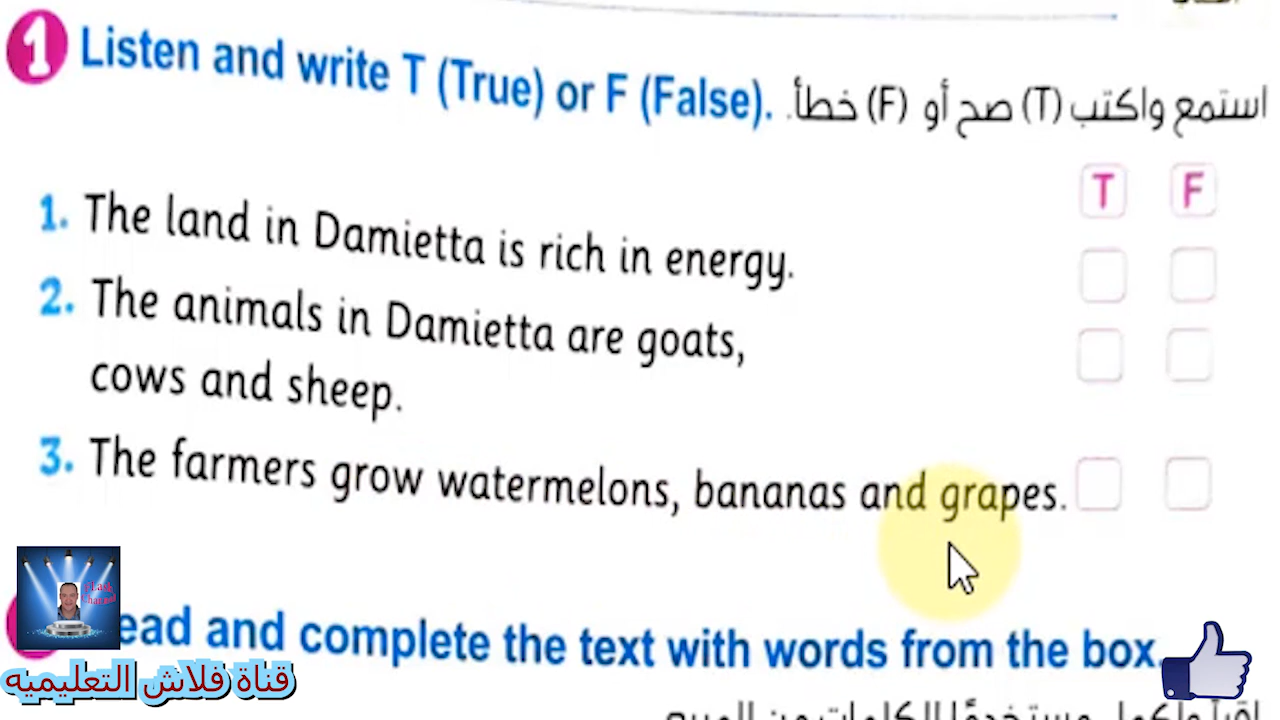 1 Listen and write T (True) or F (False). استمع واكتب (T) صح أو (F) خطأ.
T F
1. The land in Damietta is rich in energy.
2. The animals in Damietta are goats,
cows and sheep.
3. The farmers grow watermelons, bananas and grapes.
ead and complete the text with words from the box.
قناة فلاش التعليميه